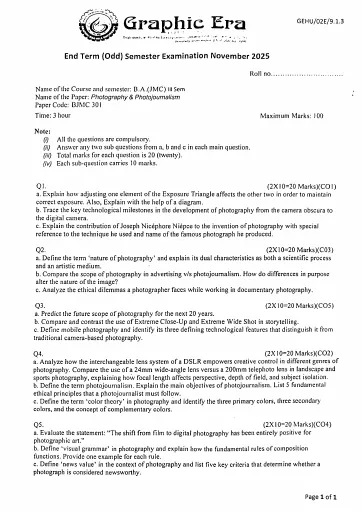 GEHU/02E/9.1.3
Graphic Era
End Term (Odd) Semester Examination November 2025
Roll no..............................
Name of the Course and semester: B.A.(JMC) III Sem
Name of the Paper: Photography & Photojournalism
Paper Code: BJMC 301
Time: 3 hour Maximum Marks: 100
Note:
(i) All the questions are compulsory.
(ii) Answer any two sub questions from a, b and c in each main question.
(iii) Total marks for each question is 20 (twenty).
(iv) Each sub-question carries 10 marks.
Q1. (2X10=20 Marks)(CO1)
a. Explain how adjusting one element of the Exposure Triangle affects the other two in order to maintain
correct exposure. Also, Explain with the help of a diagram.
b. Trace the key technological milestones in the development of photography from the camera obscura to
the digital camera.
c. Explain the contribution of Joseph Nicéphore Niépce to the invention of photography with special
reference to the technique he used and name of the famous photograph he produced.
Q2. (2X10=20 Marks)(C03)
a. Define the term 'nature of photography' and explain its dual characteristics as both a scientific process
and an artistic medium.
b. Compare the scope of photography in advertising v/s photojournalism. How do differences in purpose
alter the nature of the image?
c. Analyze the ethical dilemmas a photographer faces while working in documentary photography.
Q3. (2X10=20 Marks)(CO5)
a. Predict the future scope of photography for the next 20 years.
b. Compare and contrast the use of Extreme Close-Up and Extreme Wide Shot in storytelling.
c. Define mobile photography and identify its three defining technological features that distinguish it from
traditional camera-based photography.
Q4. (2X10=20 Marks)(CO2)
a. Analyze how the interchangeable lens system of a DSLR empowers creative control in different genres of
photography. Compare the use of a 24mm wide-angle lens versus a 200mm telephoto lens in landscape and
sports photography, explaining how focal length affects perspective, depth of field, and subject isolation.
b. Define the term photojournalism. Explain the main objectives of photojournalism. List 5 fundamental
ethical principles that a photojournalist must follow.
c. Define the term 'color theory' in photography and identify the three primary colors, three secondary
colors, and the concept of complementary colors.
Q5. (2X10=20 Marks)(CO4)
a. Evaluate the statement: "The shift from film to digital photography has been entirely positive for
photographic art."
b. Define 'visual grammar' in photography and explain how the fundamental rules of composition
functions. Provide one example for each rule.
c. Define 'news value' in the context of photography and list five key criteria that determine whether a
photograph is considered newsworthy.
Page 1 of 1